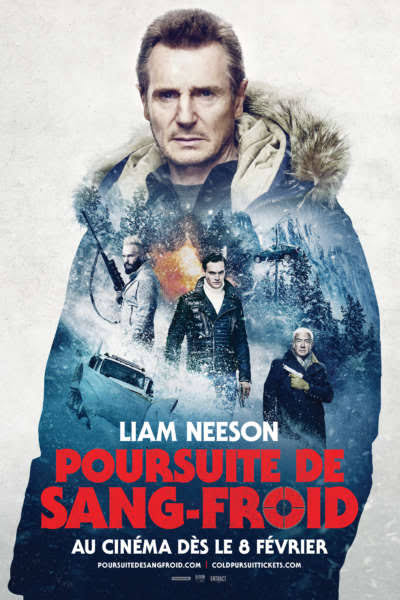 LIAM NEESON
POURSUITE DE
SANG-FROID
AU CINÉMA DÈS LE 8 FÉVRIER
POURSUITEDESANGFROID.COM | COLDPURSUITTICKETS.COM